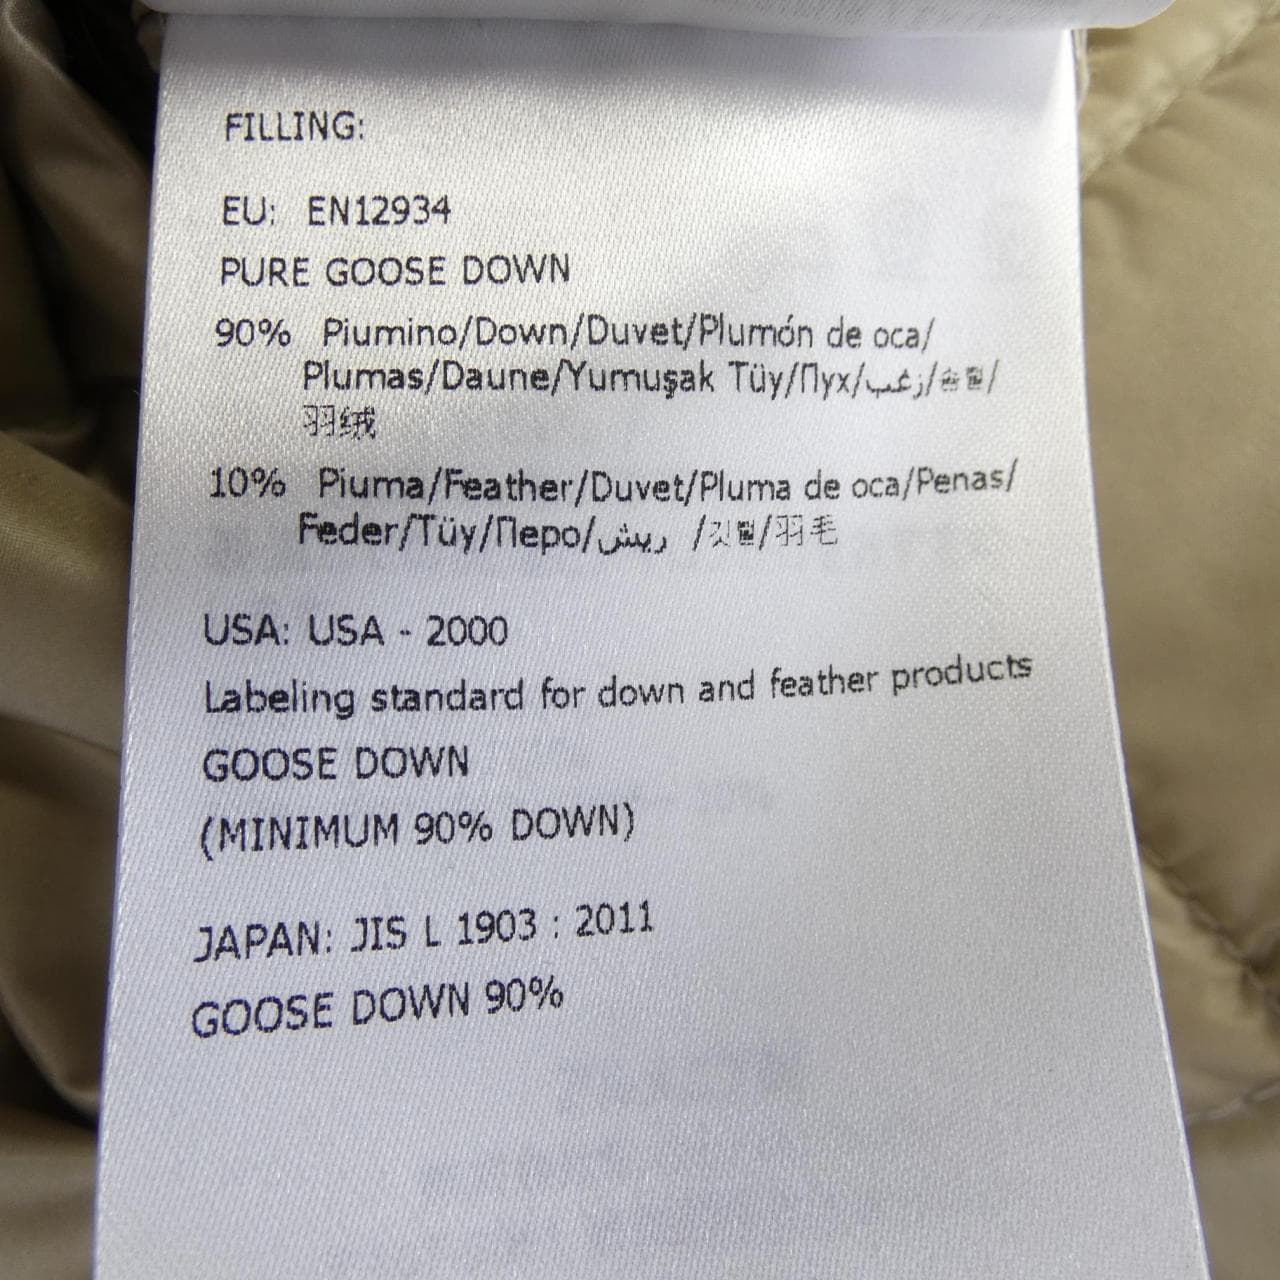 FILLING:
EU: EN12934
PURE GOOSE DOWN
90% Piumino/Down/Duvet/Plumón de oca/
Plumas/Daune/Yumuşak Tüy/Пух/زغب/솜털/
羽绒
10% Piuma/Feather/Duvet/Pluma de oca/Penas/
Feder/Tüy/Перо/ريش /깃털/羽毛
USA: USA - 2000
Labeling standard for down and feather products
GOOSE DOWN
(MINIMUM 90% DOWN)
JAPAN: JIS L 1903 : 2011
GOOSE DOWN 90%